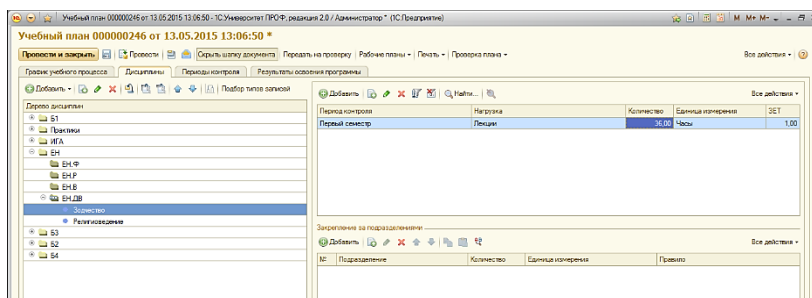 Учебный план 000000246 от 13.05.2015 13:06:50 - 1С:Университет ПРОФ, редакция 2.0 / Администратор * (1С:Предприятие)
M M+ M-
Учебный план 000000246 от 13.05.2015 13:06:50 *
Провести и закрыть Провести Скрыть шапку документа Передать на проверку Рабочие планы Печать Проверка плана Все действия
График учебного процесса Дисциплины Периоды контроля Результаты освоения программы
Добавить Подбор типов записей
Добавить Найти... Все действия
Дерево дисциплин
Период контроля Нагрузка Количество Единица измерения ЗЕТ
Первый семестр Лекции 36,00 Часы 1,00
Б1
Практики
ИГА
ЕН
ЕН.Ф
ЕН.Р
ЕН.В
ЕН.ДВ
Зодчество
Религиоведение
Б3
Б2
Б4
Закрепление за подразделениями
Добавить Все действия
N° Подразделение Количество Единица измерения Правило